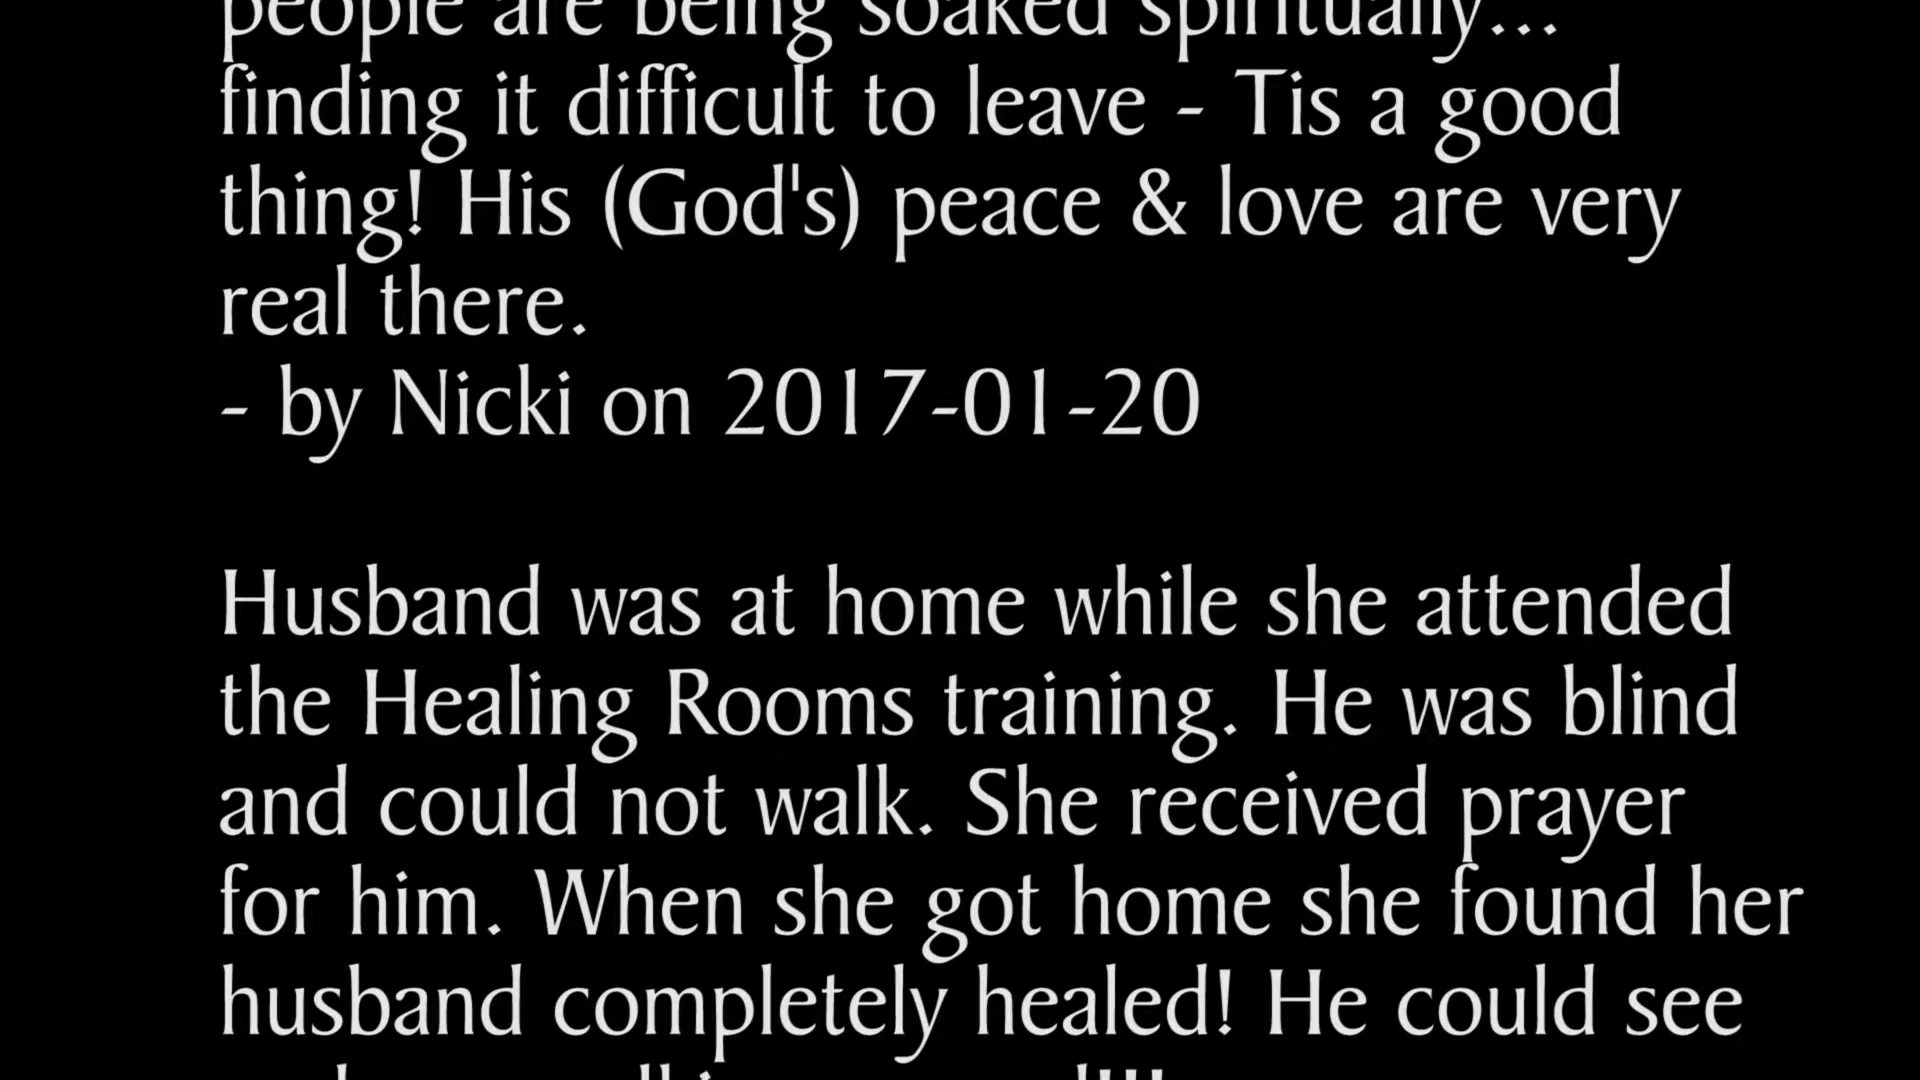 people are being soaked spiritually...
finding it difficult to leave - Tis a good
thing! His (God's) peace & love are very
real there.
- by Nicki on 2017-01-20
Husband was at home while she attended
the Healing Rooms training. He was blind
and could not walk. She received prayer
for him. When she got home she found her
husband completely healed! He could see